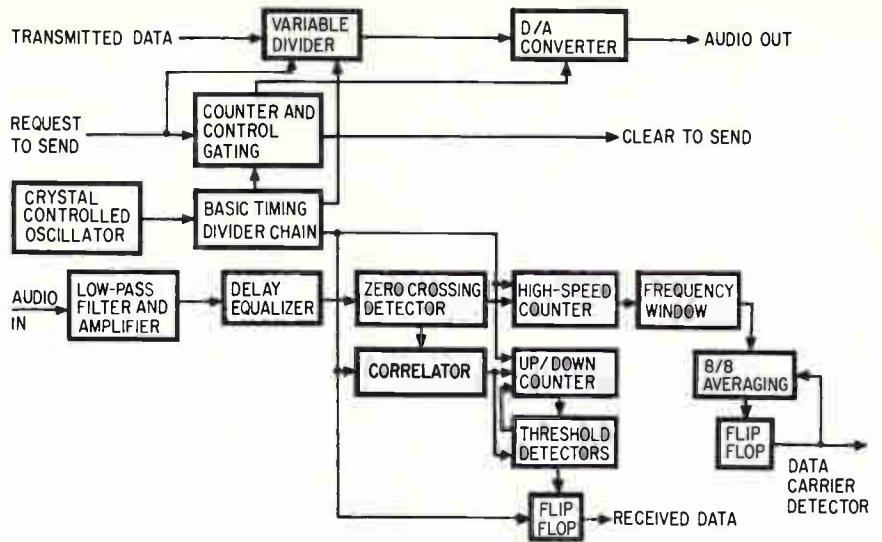 TRANSMITTED DATA
VARIABLE
DIVIDER
D/A
CONVERTER
AUDIO OUT
REQUEST
TO SEND
COUNTER AND
CONTROL
GATING
CLEAR TO SEND
CRYSTAL
CONTROLLED
OSCILLATOR
BASIC TIMING
DIVIDER CHAIN
AUDIO
IN
LOW-PASS
FILTER AND
AMPLIFIER
DELAY
EQUALIZER
ZERO CROSSING
DETECTOR
HIGH-SPEED
COUNTER
FREQUENCY
WINDOW
CORRELATOR
UP/DOWN
COUNTER
8/8
AVERAGING
THRESHOLD
DETECTORS
FLIP
FLOP
DATA
CARRIER
DETECTOR
FLIP
FLOP
RECEIVED DATA